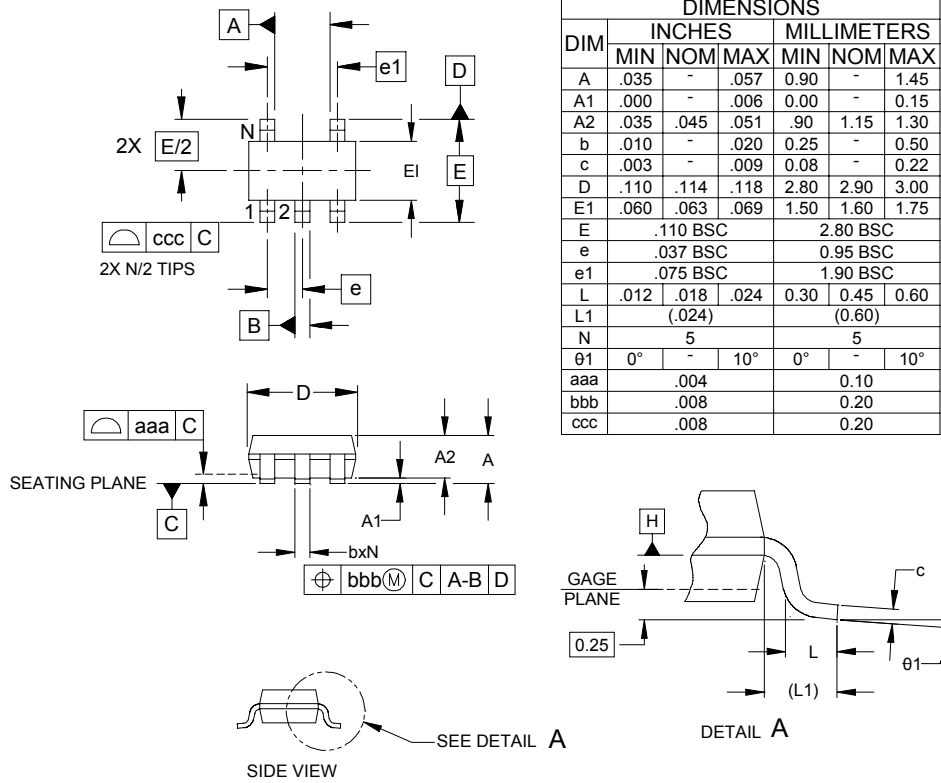 A
e1
D
N
2X E/2
EI
E
1 2
⌓ ccc C
2X N/2 TIPS
e
B
D
⌓ aaa C
A2 A
SEATING PLANE
C
A1
bxN
⌖ bbbⓂ C A-B D
SEE DETAIL A
SIDE VIEW
DIMENSIONS
DIM INCHES MILLIMETERS
MIN NOM MAX MIN NOM MAX
A .035 - .057 0.90 - 1.45
A1 .000 - .006 0.00 - 0.15
A2 .035 .045 .051 .90 1.15 1.30
b .010 - .020 0.25 - 0.50
c .003 - .009 0.08 - 0.22
D .110 .114 .118 2.80 2.90 3.00
E1 .060 .063 .069 1.50 1.60 1.75
E .110 BSC 2.80 BSC
e .037 BSC 0.95 BSC
e1 .075 BSC 1.90 BSC
L .012 .018 .024 0.30 0.45 0.60
L1 (.024) (0.60)
N 5 5
θ1 0° - 10° 0° - 10°
aaa .004 0.10
bbb .008 0.20
ccc .008 0.20
H
c
GAGE
PLANE
0.25
L
θ1
(L1)
DETAIL A